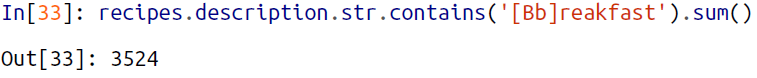 In[33]: recipes.description.str.contains('[Bb]reakfast').sum()
Out[33]: 3524